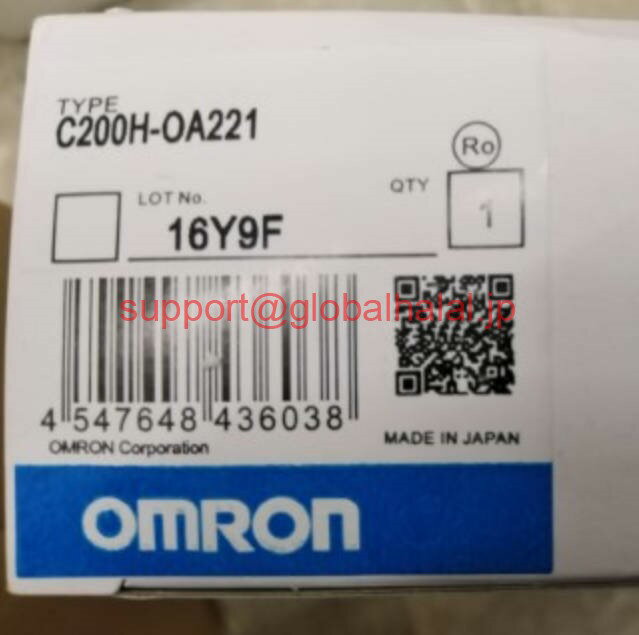 TYPE
C200H-OA221
Ro
LOT No.
QTY
16Y9F
1
support@globalhalal.jp
4 547648 436038
OMRON Corporation
MADE IN JAPAN
OMRON